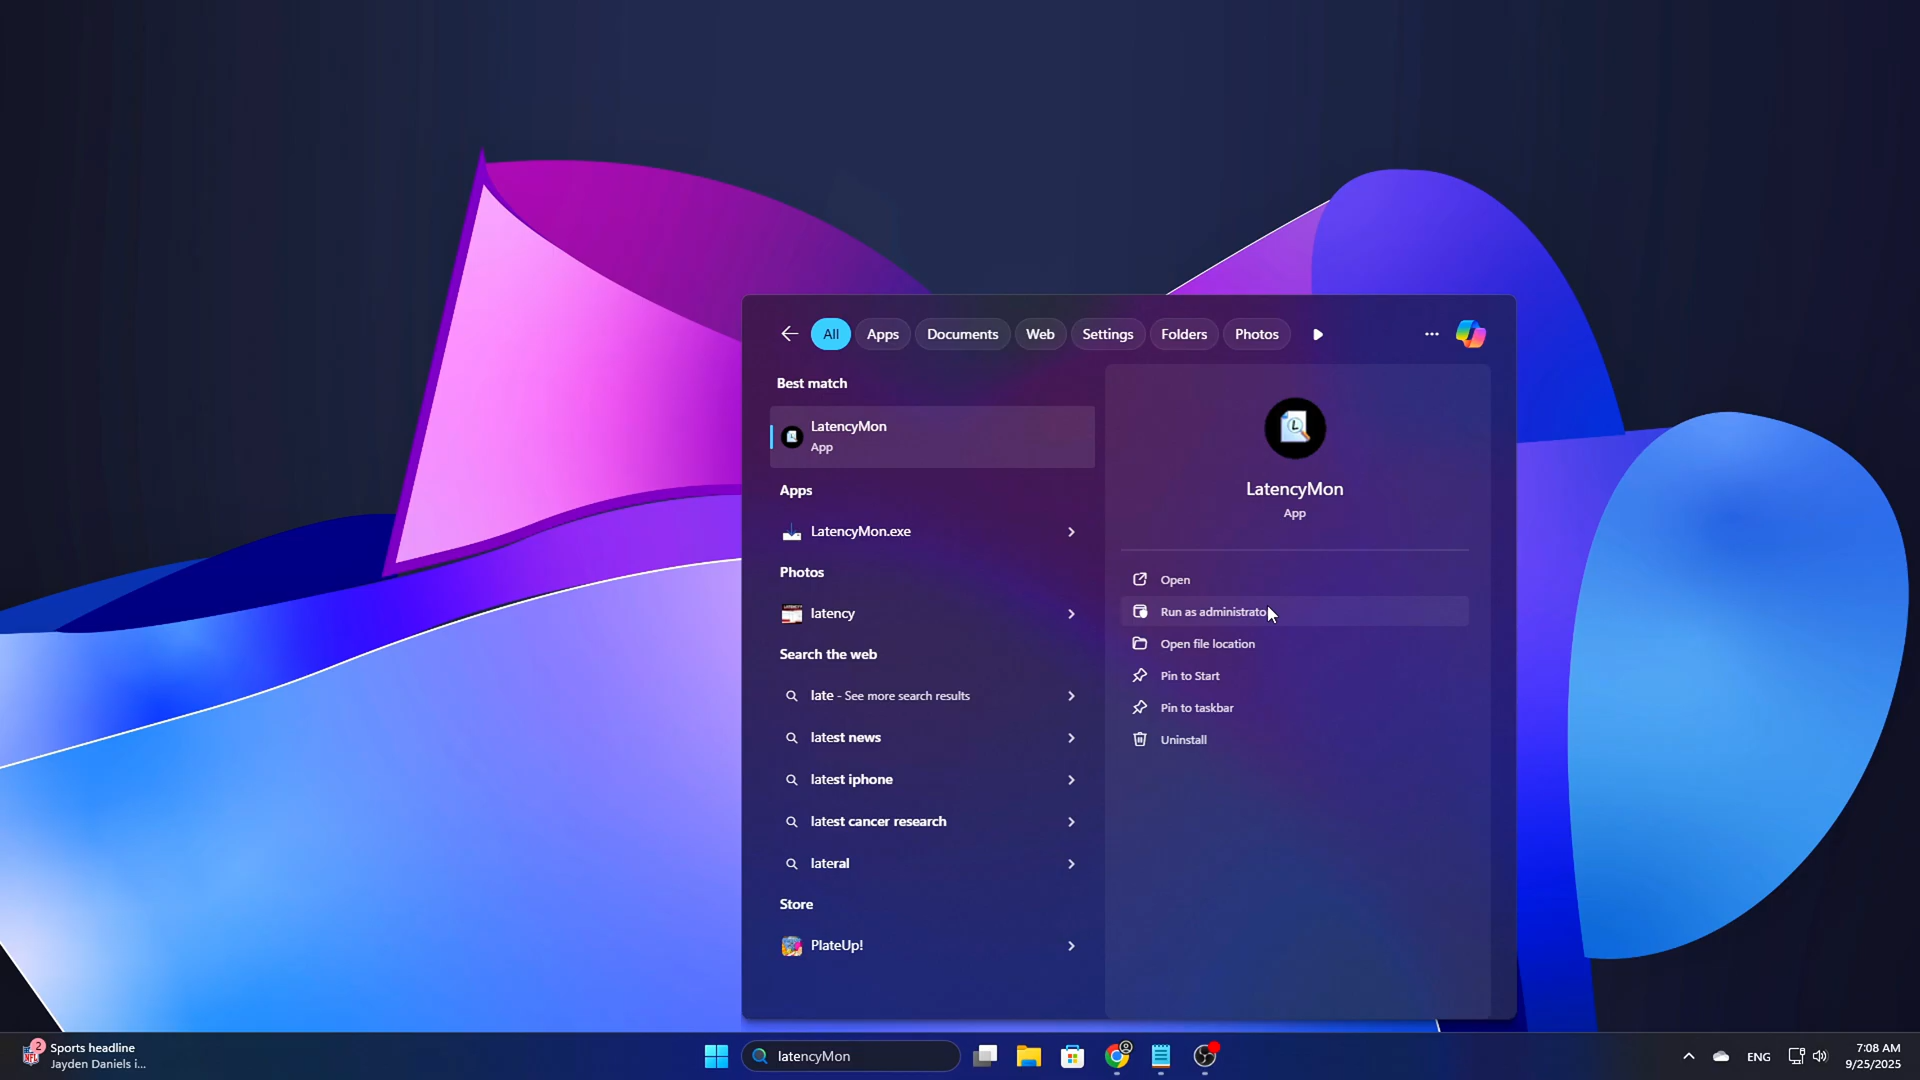 All
Apps
Documents
Web
Settings
Folders
Photos
Best match
LatencyMon
App
Apps
LatencyMon.exe
Photos
latency
Search the web
late - See more search results
latest news
latest iphone
latest cancer research
lateral
Store
PlateUp!
LatencyMon
App
Open
Run as administrato
Open file location
Pin to Start
Pin to taskbar
Uninstall
2
Sports headline
Jayden Daniels i...
latencyMon
ENG
7:08 AM
9/25/2025